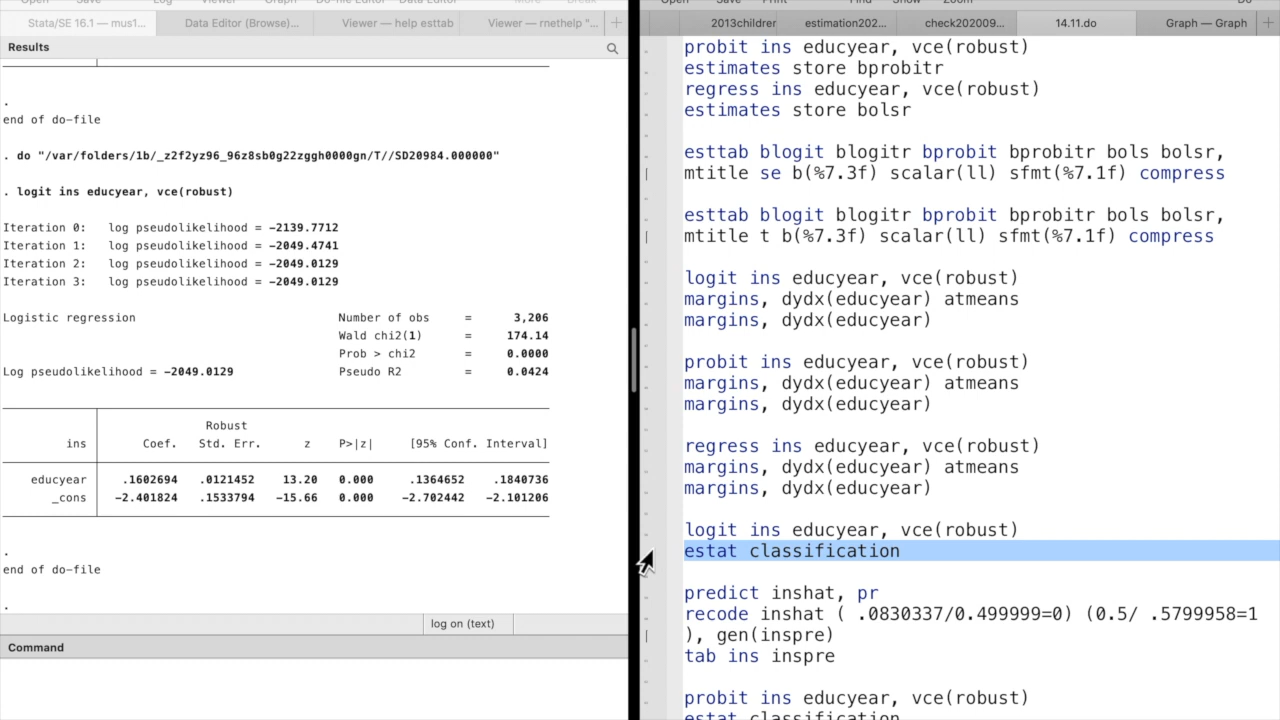 Stata/SE 16.1 — mus1...
Data Editor (Browse)...
Viewer — help esttab
Viewer — rnethelp "...
2013children
estimation202...
check202009...
14.11.do
Graph — Graph
Results
.
end of do-file
. do "/var/folders/1b/_z2f2yz96_96z8sb0g22zggh0000gn/T//SD20984.000000"
. logit ins educyear, vce(robust)
Iteration 0:   log pseudolikelihood = -2139.7712
Iteration 1:   log pseudolikelihood = -2049.4741
Iteration 2:   log pseudolikelihood = -2049.0129
Iteration 3:   log pseudolikelihood = -2049.0129
Logistic regression Number of obs = 3,206
Wald chi2(1) = 174.14
Prob > chi2 = 0.0000
Log pseudolikelihood = -2049.0129 Pseudo R2 = 0.0424
Robust
ins Coef. Std. Err. z P>|z| [95% Conf. Interval]
educyear .1602694 .0121452 13.20 0.000 .1364652 .1840736
_cons -2.401824 .1533794 -15.66 0.000 -2.702442 -2.101206
.
end of do-file
.
log on (text)
Command
probit ins educyear, vce(robust)
estimates store bprobitr
regress ins educyear, vce(robust)
estimates store bolsr
esttab blogit blogitr bprobit bprobitr bols bolsr,
mtitle se b(%7.3f) scalar(ll) sfmt(%7.1f) compress
esttab blogit blogitr bprobit bprobitr bols bolsr,
mtitle t b(%7.3f) scalar(ll) sfmt(%7.1f) compress
logit ins educyear, vce(robust)
margins, dydx(educyear) atmeans
margins, dydx(educyear)
probit ins educyear, vce(robust)
margins, dydx(educyear) atmeans
margins, dydx(educyear)
regress ins educyear, vce(robust)
margins, dydx(educyear) atmeans
margins, dydx(educyear)
logit ins educyear, vce(robust)
estat classification
predict inshat, pr
recode inshat ( .0830337/0.499999=0) (0.5/ .5799958=1
), gen(inspre)
tab ins inspre
probit ins educyear, vce(robust)
estat classification